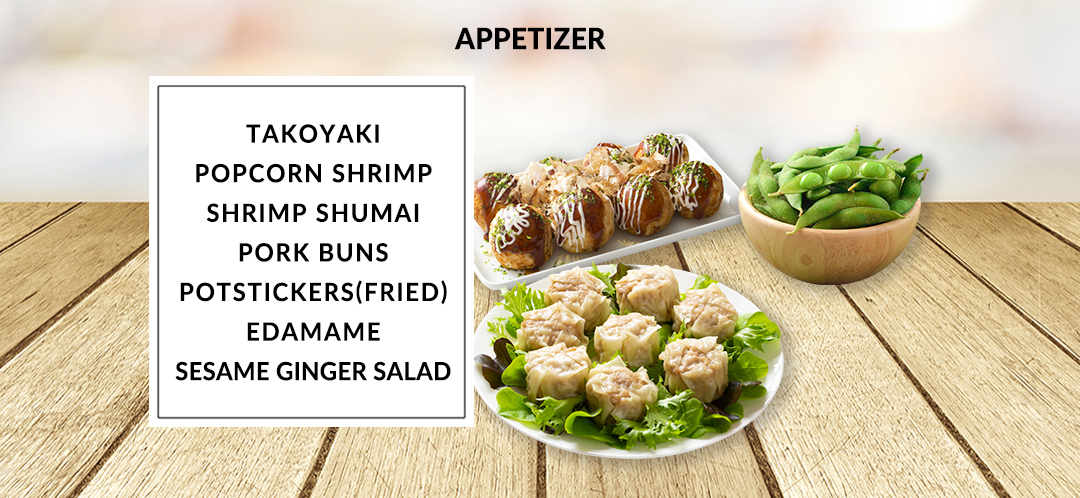 APPETIZER
TAKOYAKI
POPCORN SHRIMP
SHRIMP SHUMAI
PORK BUNS
POTSTICKERS(FRIED)
EDAMAME
SESAME GINGER SALAD